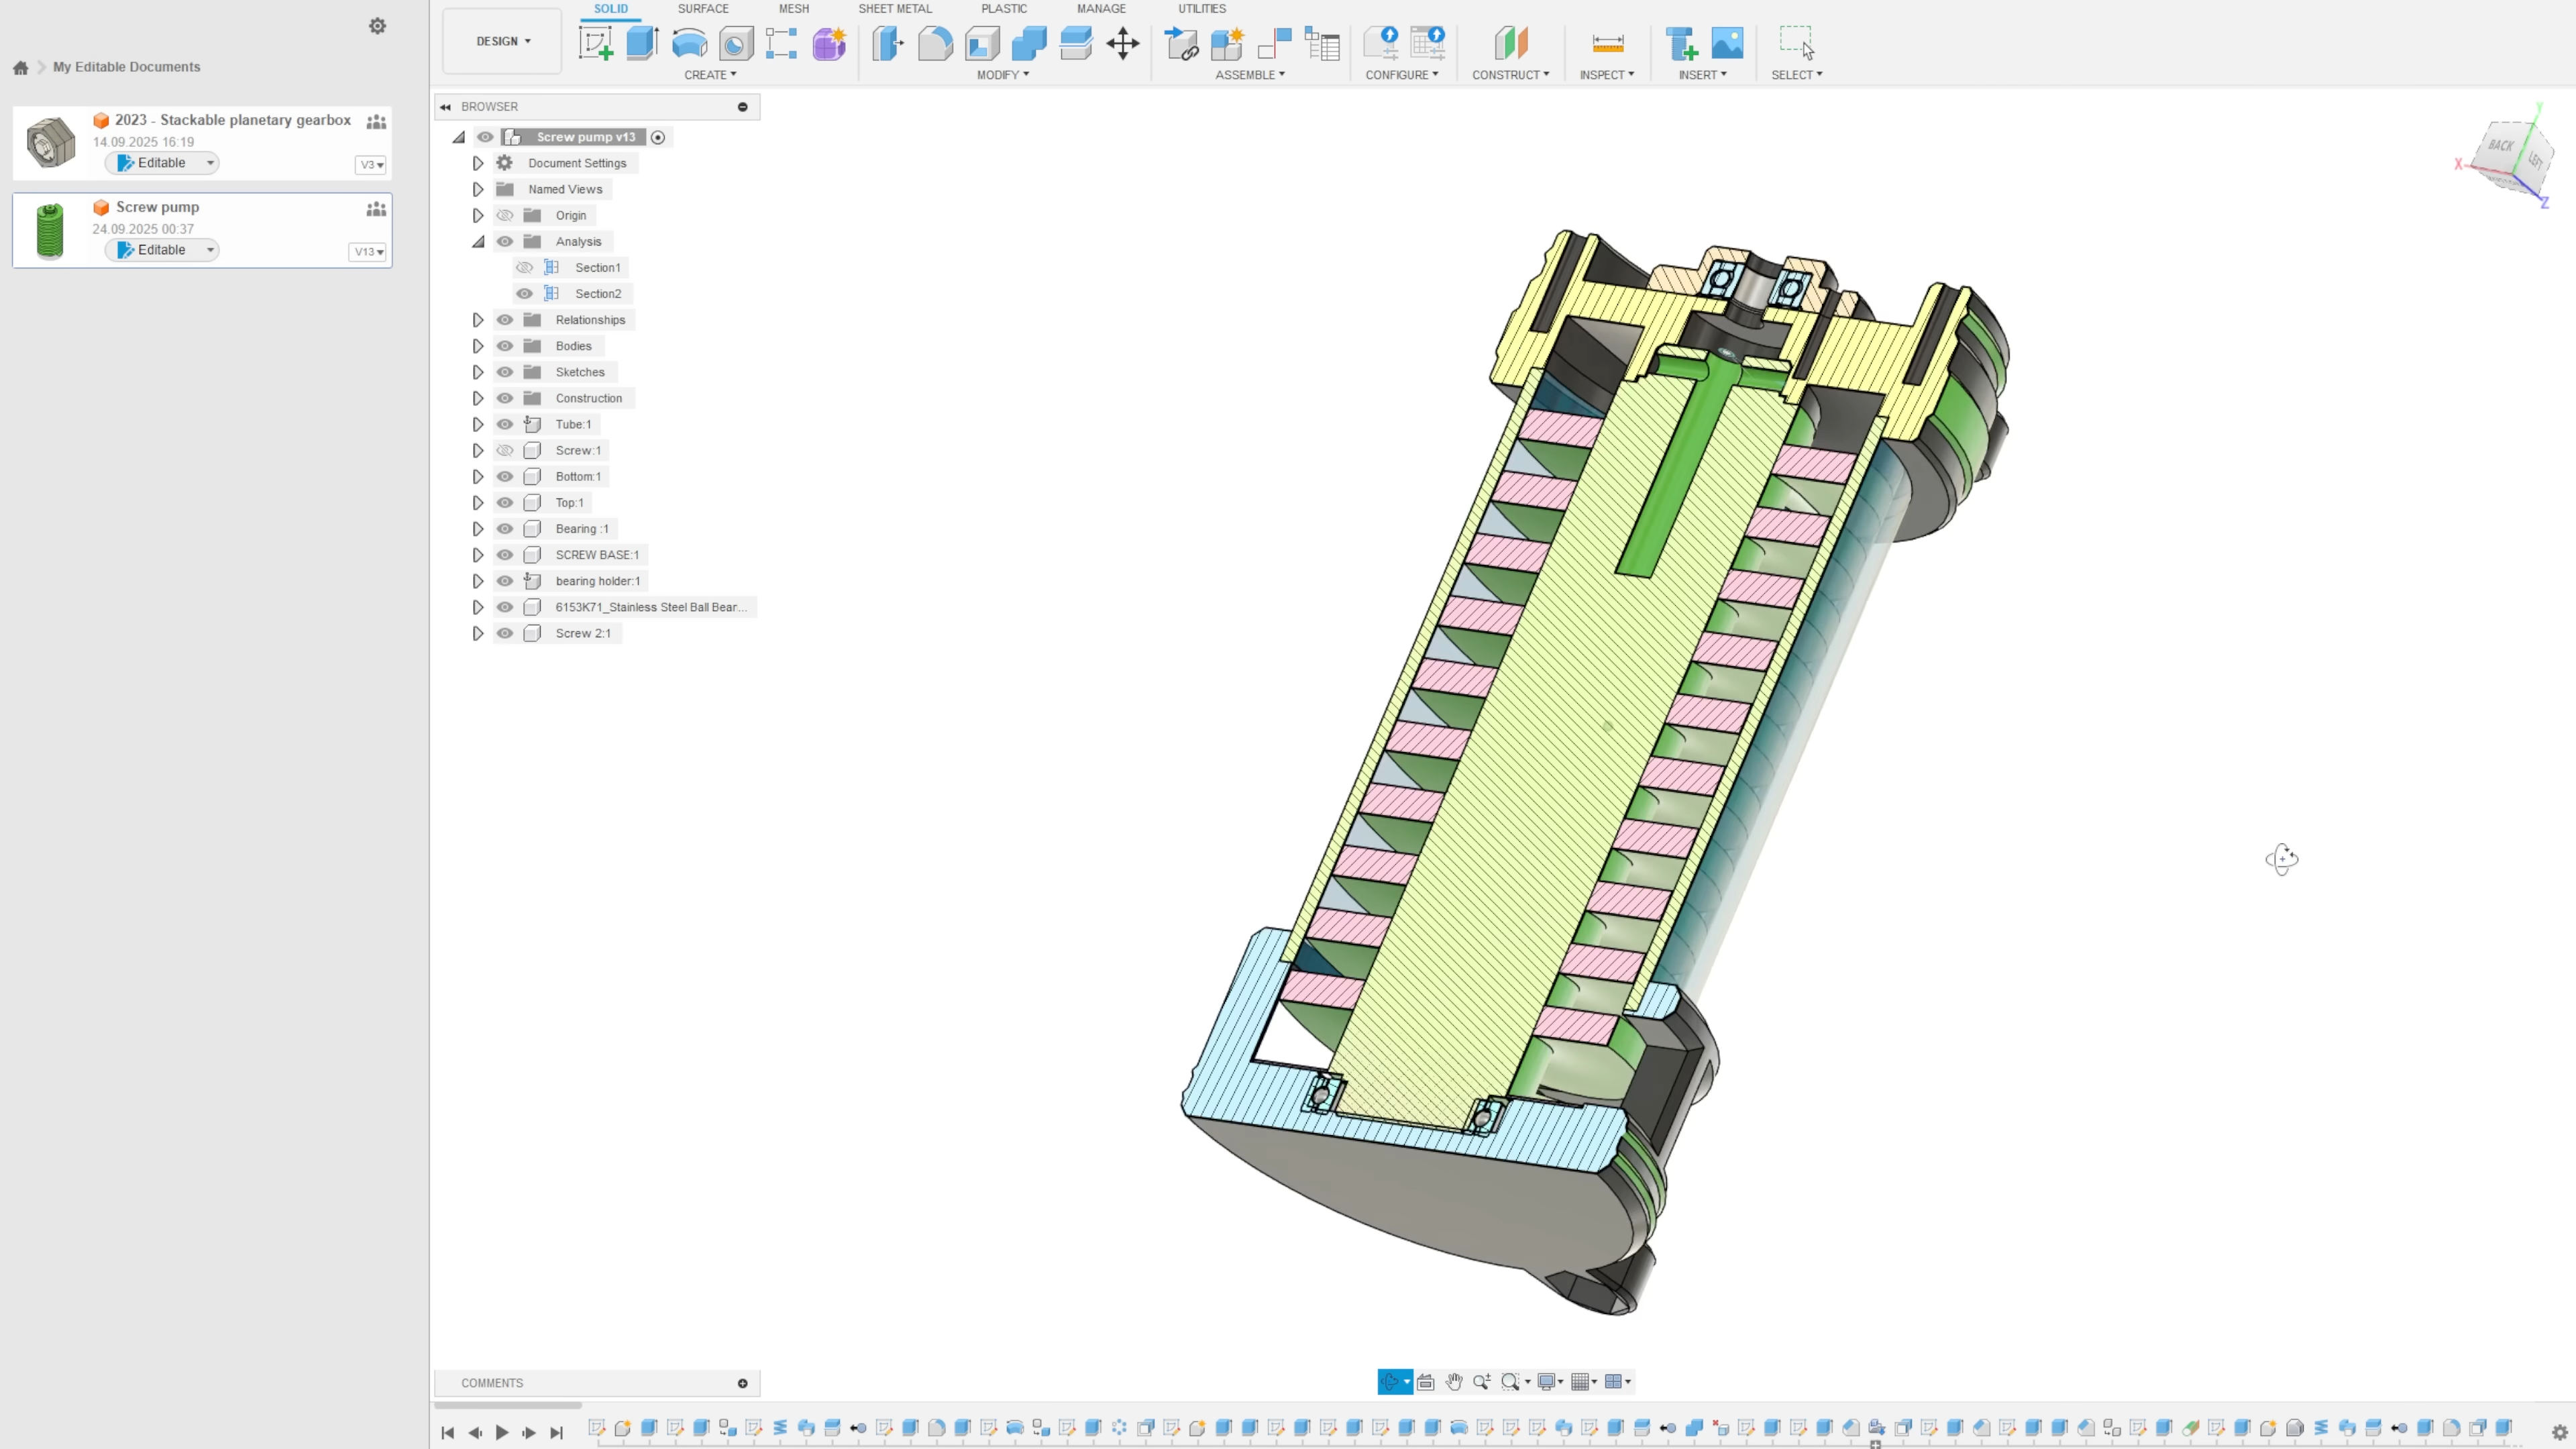 SOLID SURFACE MESH SHEET METAL PLASTIC MANAGE UTILITIES
DESIGN
CREATE MODIFY ASSEMBLE CONFIGURE CONSTRUCT INSPECT INSERT SELECT
My Editable Documents
2023 - Stackable planetary gearbox
14.09.2025 16:19
Editable
V3
Screw pump
24.09.2025 00:37
Editable
V13
BROWSER
Screw pump v13
Document Settings
Named Views
Origin
Analysis
Section1
Section2
Relationships
Bodies
Sketches
Construction
Tube:1
Screw:1
Bottom:1
Top:1
Bearing :1
SCREW BASE:1
bearing holder:1
6153K71_Stainless Steel Ball Bear...
Screw 2:1
Y
BACK
LEFT
X
Z
COMMENTS